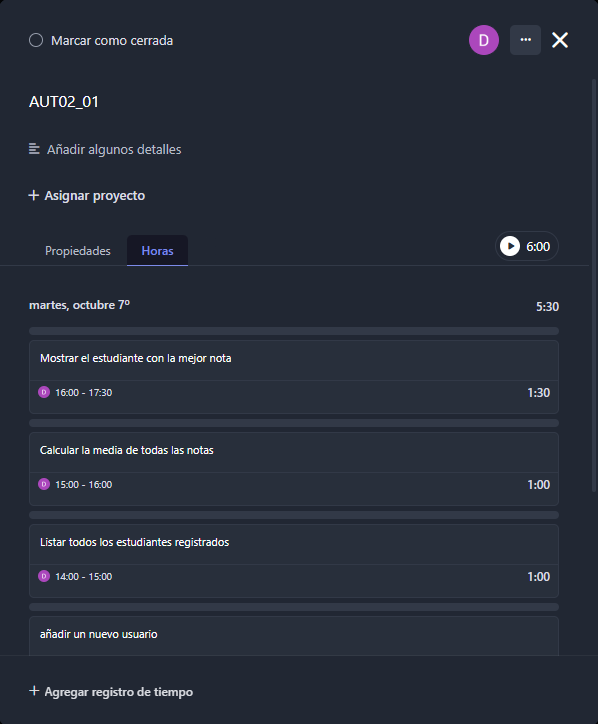 Marcar como cerrada
D
...
AUT02_01
Añadir algunos detalles
+ Asignar proyecto
Propiedades
Horas
6:00
martes, octubre 7º
5:30
Mostrar el estudiante con la mejor nota
D 16:00 - 17:30
1:30
Calcular la media de todas las notas
D 15:00 - 16:00
1:00
Listar todos los estudiantes registrados
D 14:00 - 15:00
1:00
añadir un nuevo usuario
+ Agregar registro de tiempo